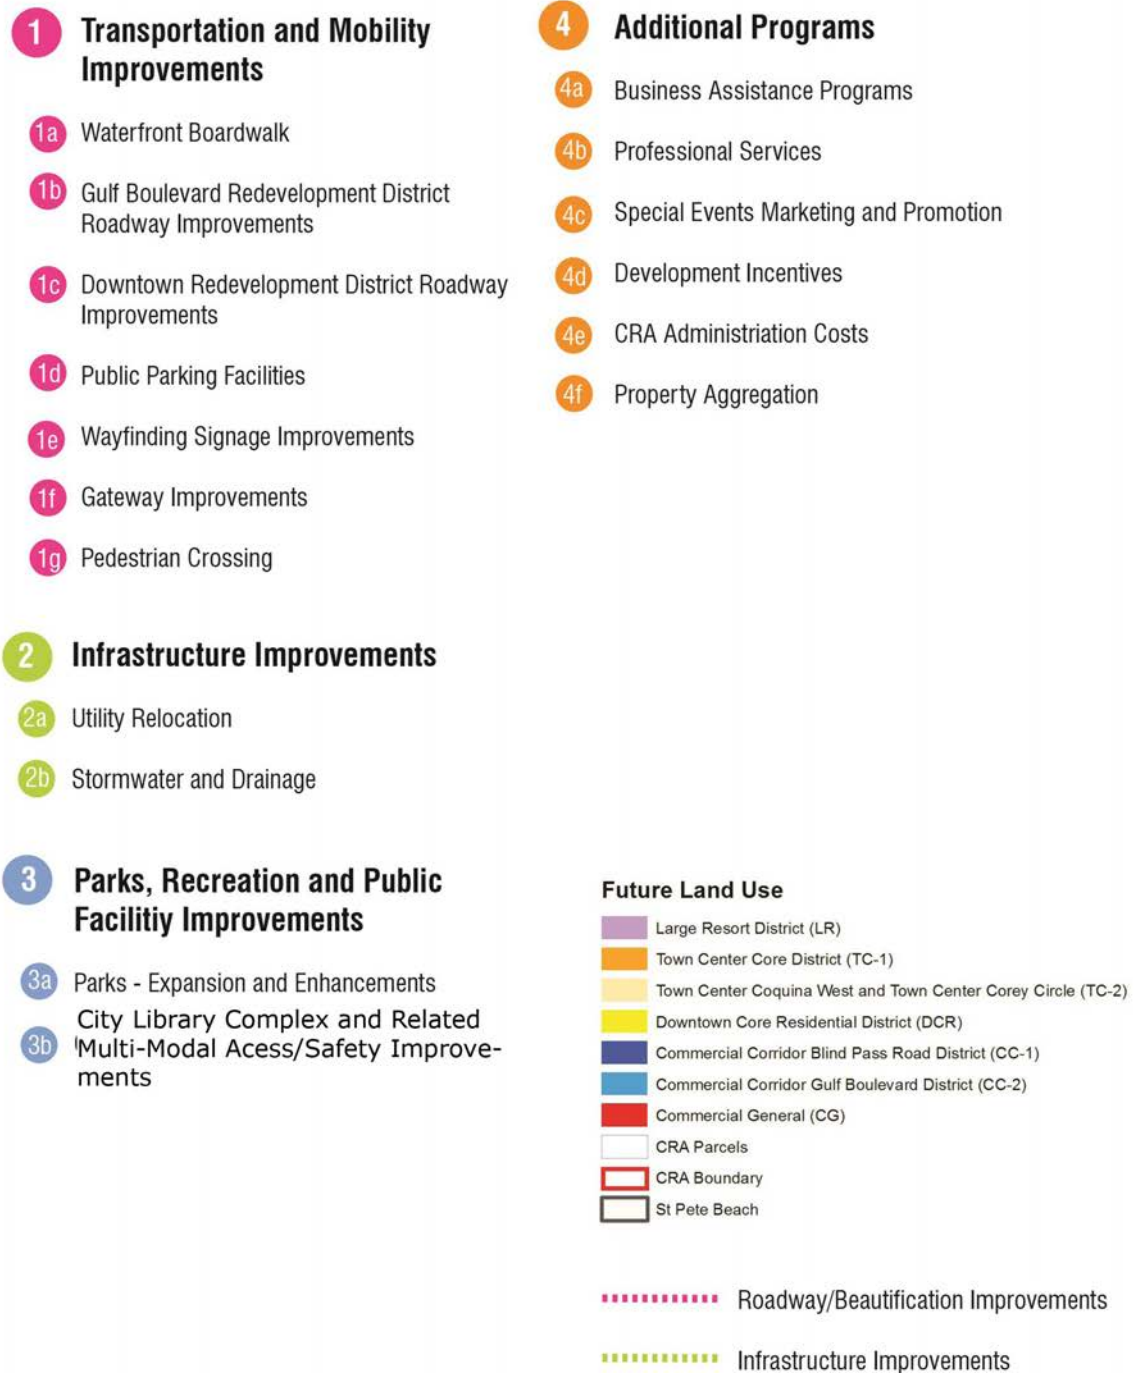 1 Transportation and Mobility
Improvements
1a Waterfront Boardwalk
1b Gulf Boulevard Redevelopment District
Roadway Improvements
1c Downtown Redevelopment District Roadway
Improvements
1d Public Parking Facilities
1e Wayfinding Signage Improvements
1f Gateway Improvements
1g Pedestrian Crossing
2 Infrastructure Improvements
2a Utility Relocation
2b Stormwater and Drainage
3 Parks, Recreation and Public
Facilitiy Improvements
3a Parks - Expansion and Enhancements
3b City Library Complex and Related
Multi-Modal Acess/Safety Improve-
ments
4 Additional Programs
4a Business Assistance Programs
4b Professional Services
4c Special Events Marketing and Promotion
4d Development Incentives
4e CRA Administriation Costs
4f Property Aggregation
Future Land Use
Large Resort District (LR)
Town Center Core District (TC-1)
Town Center Coquina West and Town Center Corey Circle (TC-2)
Downtown Core Residential District (DCR)
Commercial Corridor Blind Pass Road District (CC-1)
Commercial Corridor Gulf Boulevard District (CC-2)
Commercial General (CG)
CRA Parcels
CRA Boundary
St Pete Beach
Roadway/Beautification Improvements
Infrastructure Improvements